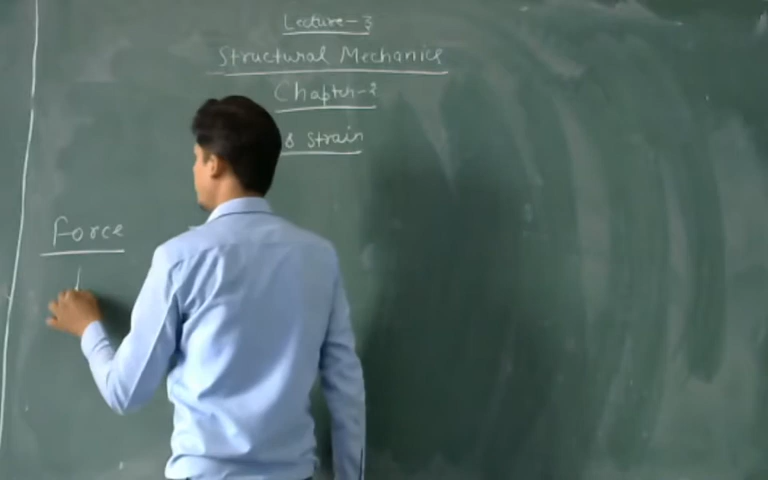 Lecture-3
Structural Mechanics
Chapter-2
& Strain
Force